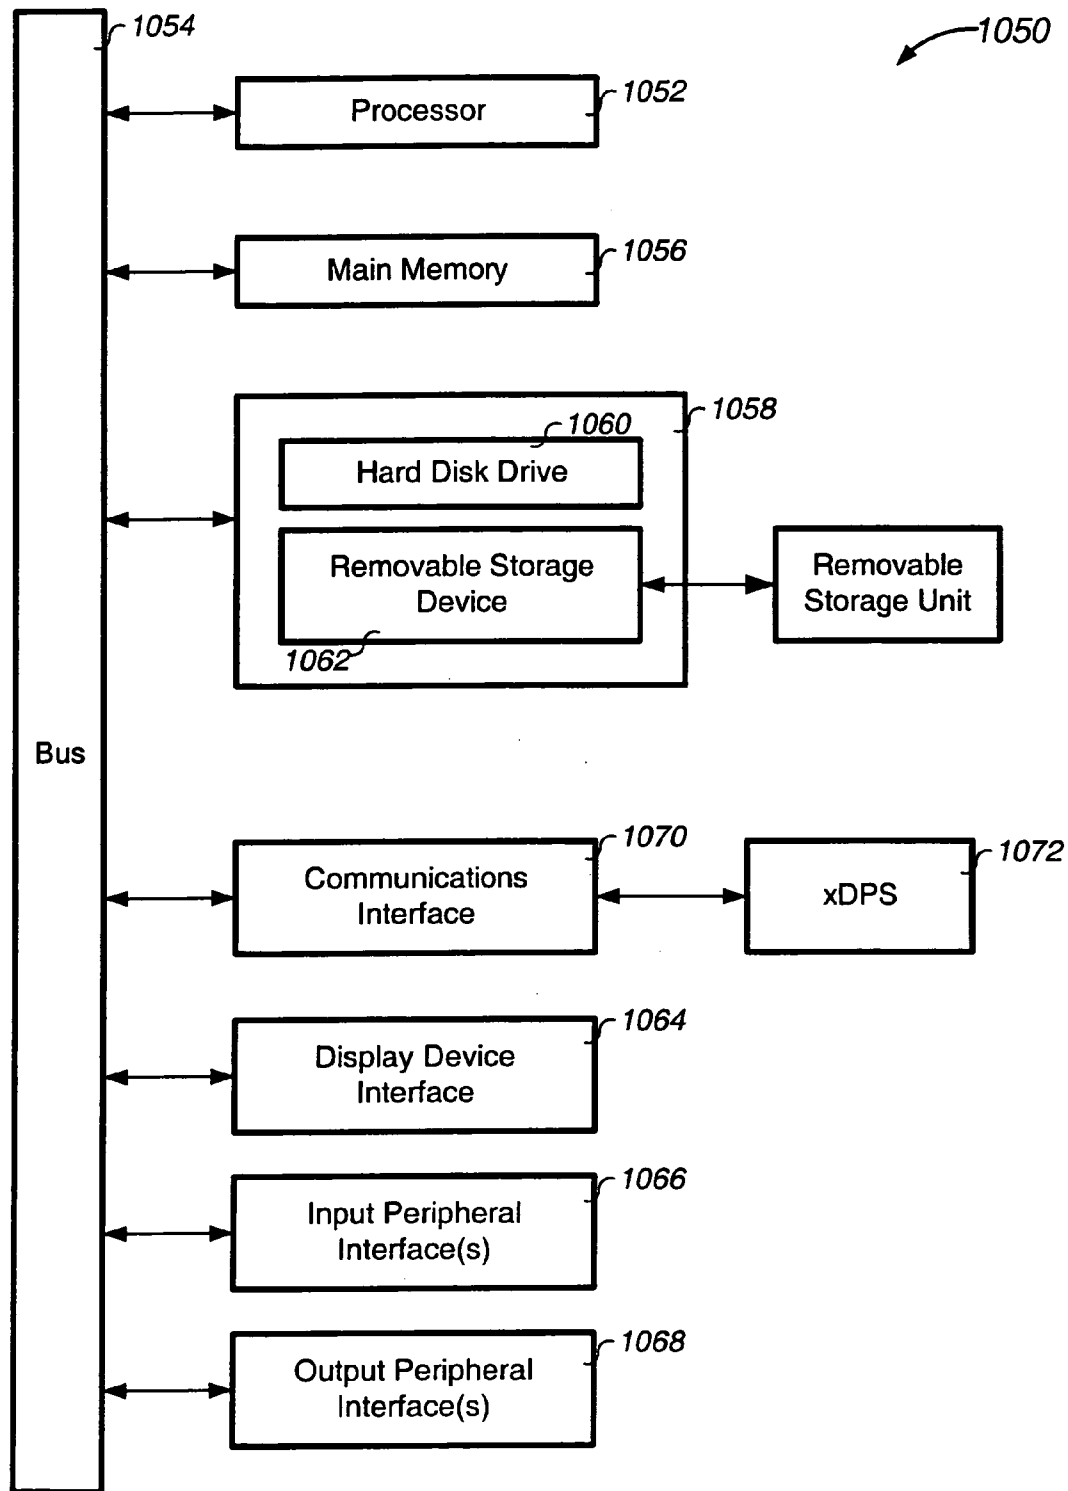 1054
1050
Processor
1052
Main Memory
1056
1058
1060
Hard Disk Drive
Removable Storage
Device
1062
Removable
Storage Unit
Bus
Communications
Interface
1070
xDPS
1072
Display Device
Interface
1064
Input Peripheral
Interface(s)
1066
Output Peripheral
Interface(s)
1068